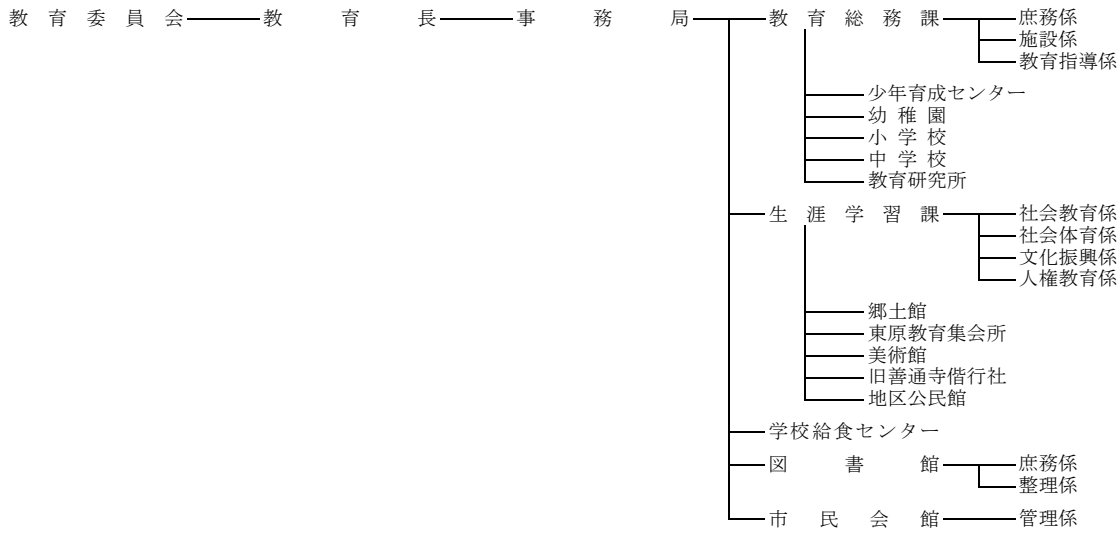 教育委員会 教育長 事務局 教育総務課 庶務係
施設係
教育指導係
少年育成センター
幼稚園
小学校
中学校
教育研究所
生涯学習課 社会教育係
社会体育係
文化振興係
人権教育係
郷土館
東原教育集会所
美術館
旧善通寺偕行社
地区公民館
学校給食センター
図書館 庶務係
整理係
市民会館 管理係